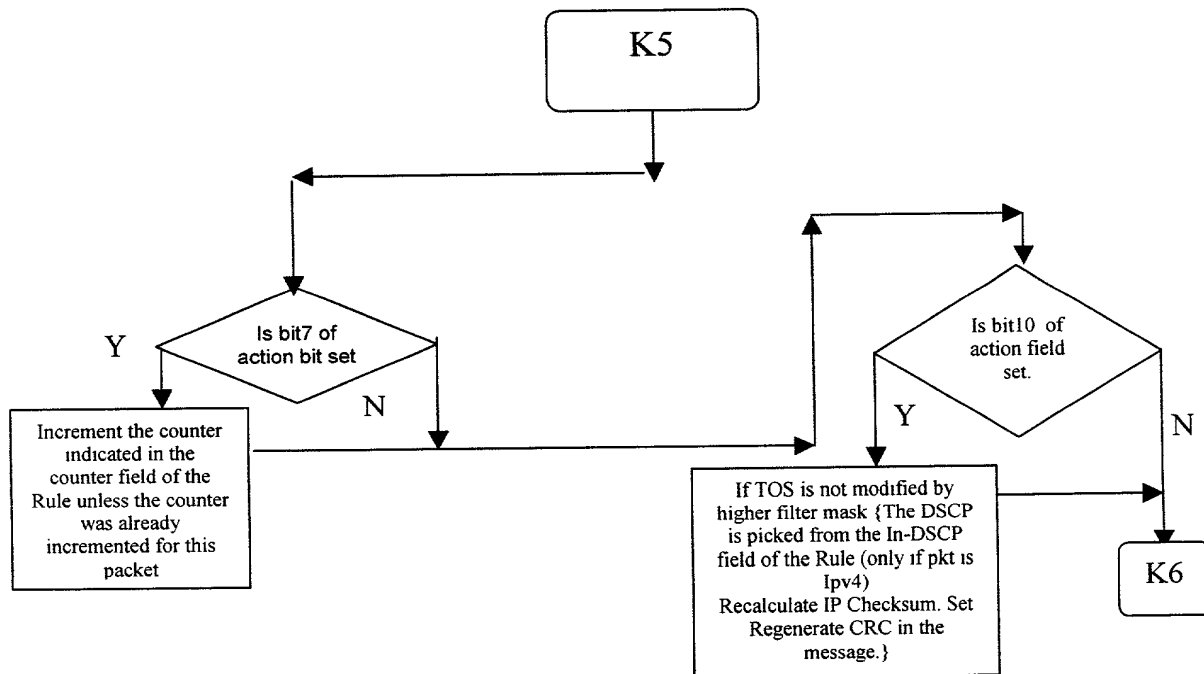 K5
Is bit7 of
action bit set
Y
N
Increment the counter
indicated in the
counter field of the
Rule unless the counter
was already
incremented for this
packet
Is bit10 of
action field
set.
Y
N
If TOS is not modified by
higher filter mask {The DSCP
is picked from the In-DSCP
field of the Rule (only if pkt is
Ipv4)
Recalculate IP Checksum. Set
Regenerate CRC in the
message.}
K6